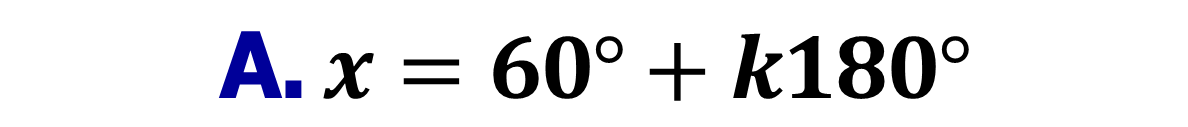 A. x = 60° + k180°